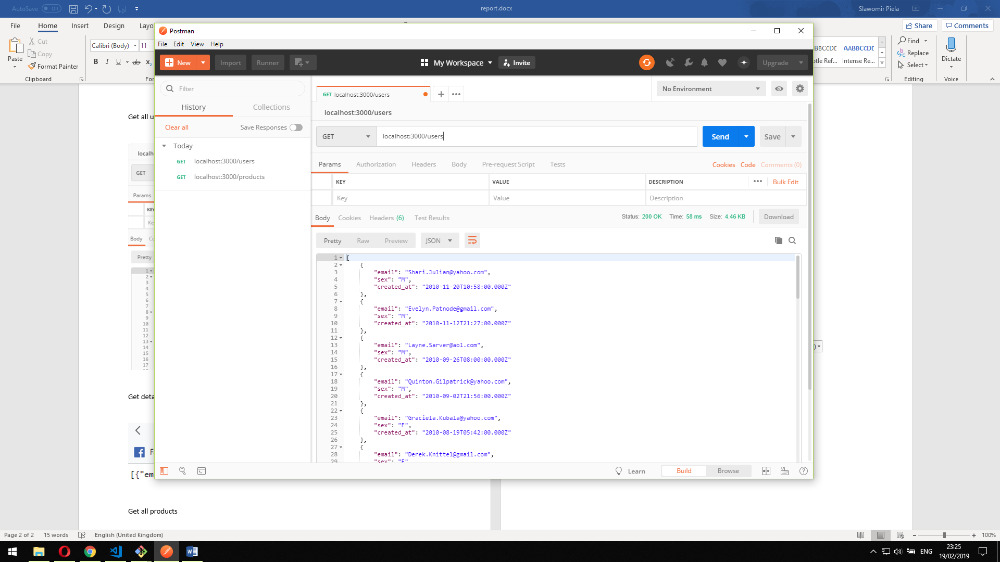 AutoSave Off
report.docx
Slawomir Piela
File Home Insert Design Layo
Share Comments
Paste
Cut
Copy
Format Painter
Clipboard
Calibri (Body) 11
B I U ab x
Fon
AaBbCcDc
Intense Re...
Find
Replace
Select
Editing
Dictate
Voice
Get all u
localh
GET
Params
KEY
Ke
Body Co
Pretty
1
2
3
4
5
6
7
8
9
10
11
12
13
14
15
16
17
Get deta
[{"em
Get all products
Postman
File Edit View Help
New Import Runner
My Workspace Invite
Upgrade
Filter
History Collections
Clear all Save Responses
Today
GET localhost:3000/users
GET localhost:3000/products
GET localhost:3000/users
No Environment
localhost:3000/users
GET localhost:3000/users Send Save
Params Authorization Headers Body Pre-request Script Tests Cookies Code Comments (0)
KEY VALUE DESCRIPTION Bulk Edit
Key Value Description
Body Cookies Headers (6) Test Results Status: 200 OK Time: 58 ms Size: 4.46 KB Download
Pretty Raw Preview JSON
1 [
2 {
3 "email": "Shari.Julian@yahoo.com",
4 "sex": "M",
5 "created_at": "2010-11-20T10:58:00.000Z"
6 },
7 {
8 "email": "Evelyn.Patnode@gmail.com",
9 "sex": "M",
10 "created_at": "2010-11-12T21:27:00.000Z"
11 },
12 {
13 "email": "Layne.Sarver@aol.com",
14 "sex": "M",
15 "created_at": "2010-09-26T08:00:00.000Z"
16 },
17 {
18 "email": "Quinton.Gilpatrick@yahoo.com",
19 "sex": "M",
20 "created_at": "2010-09-02T21:56:00.000Z"
21 },
22 {
23 "email": "Graciela.Kubala@yahoo.com",
24 "sex": "F",
25 "created_at": "2010-08-19T05:42:00.000Z"
26 },
27 {
28 "email": "Derek.Knittel@gmail.com",
29 "sex": "F"
Learn Build Browse
Page 2 of 2 15 words English (United Kingdom)
100%
ENG
23:25
19/02/2019